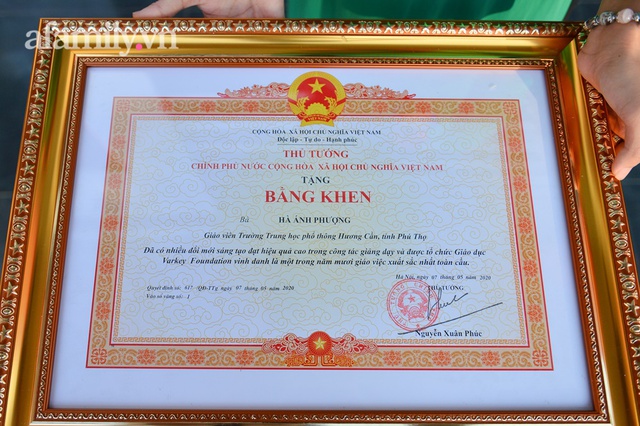 afamily.vn
CỘNG HÒA XÃ HỘI CHỦ NGHĨA VIỆT NAM
Độc lập - Tự do - Hạnh phúc
THỦ TƯỚNG
CHÍNH PHỦ NƯỚC CỘNG HÒA XÃ HỘI CHỦ NGHĨA VIỆT NAM
TẶNG
BẰNG KHEN
Bà HÀ ÁNH PHƯỢNG
Giáo viên Trường Trung học phổ thông Hương Cần, tỉnh Phú Thọ
Đã có nhiều đổi mới sáng tạo đạt hiệu quả cao trong công tác giảng dạy và được tổ chức Giáo dục
Varkey Foundation vinh danh là một trong năm mươi giáo viên xuất sắc nhất toàn cầu.
Hà Nội, ngày 07 tháng 05 năm 2020
Quyết định số: 617 /QĐ-TTg ngày 07 tháng 05 năm 2020
Vào sổ vàng số: 1
THỦ TƯỚNG
Nguyễn Xuân Phúc